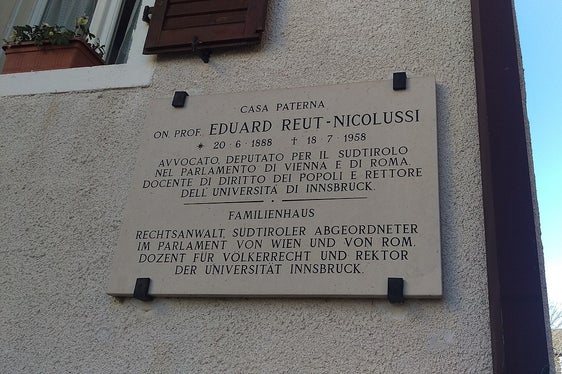 CASA PATERNA
ON. PROF. EDUARD REUT-NICOLUSSI
✶ 20·6·1888 † 18·7·1958
AVVOCATO, DEPUTATO PER IL SUDTIROLO
NEL PARLAMENTO DI VIENNA E DI ROMA.
DOCENTE DI DIRITTO DEI POPOLI E RETTORE
DELL'UNIVERSITÀ DI INNSBRUCK.
FAMILIENHAUS
RECHTSANWALT, SÜDTIROLER ABGEORDNETER
IM PARLAMENT VON WIEN UND VON ROM.
DOZENT FÜR VÖLKERRECHT UND REKTOR
DER UNIVERSITÄT INNSBRUCK.